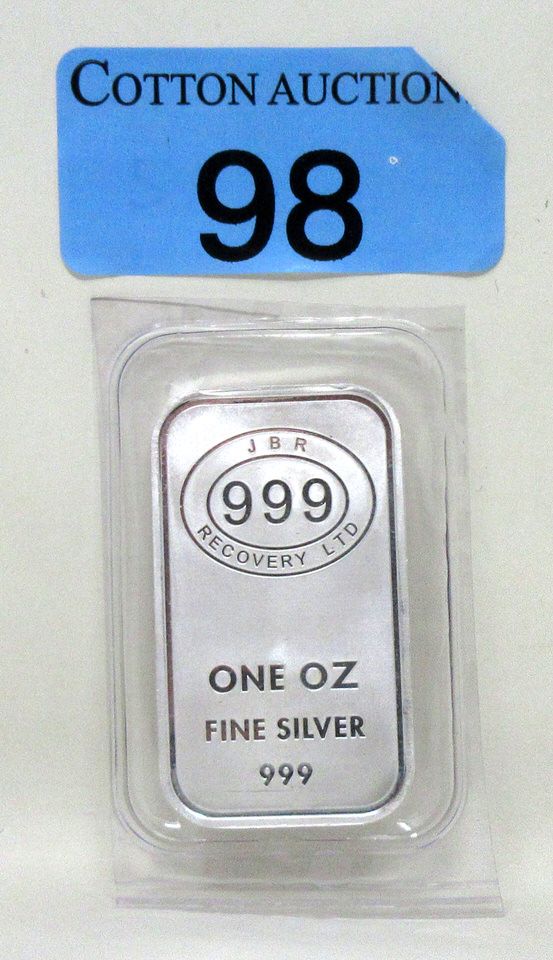 COTTON AUCTION
98
JBR
999
RECOVERY LTD
ONE OZ
FINE SILVER
999